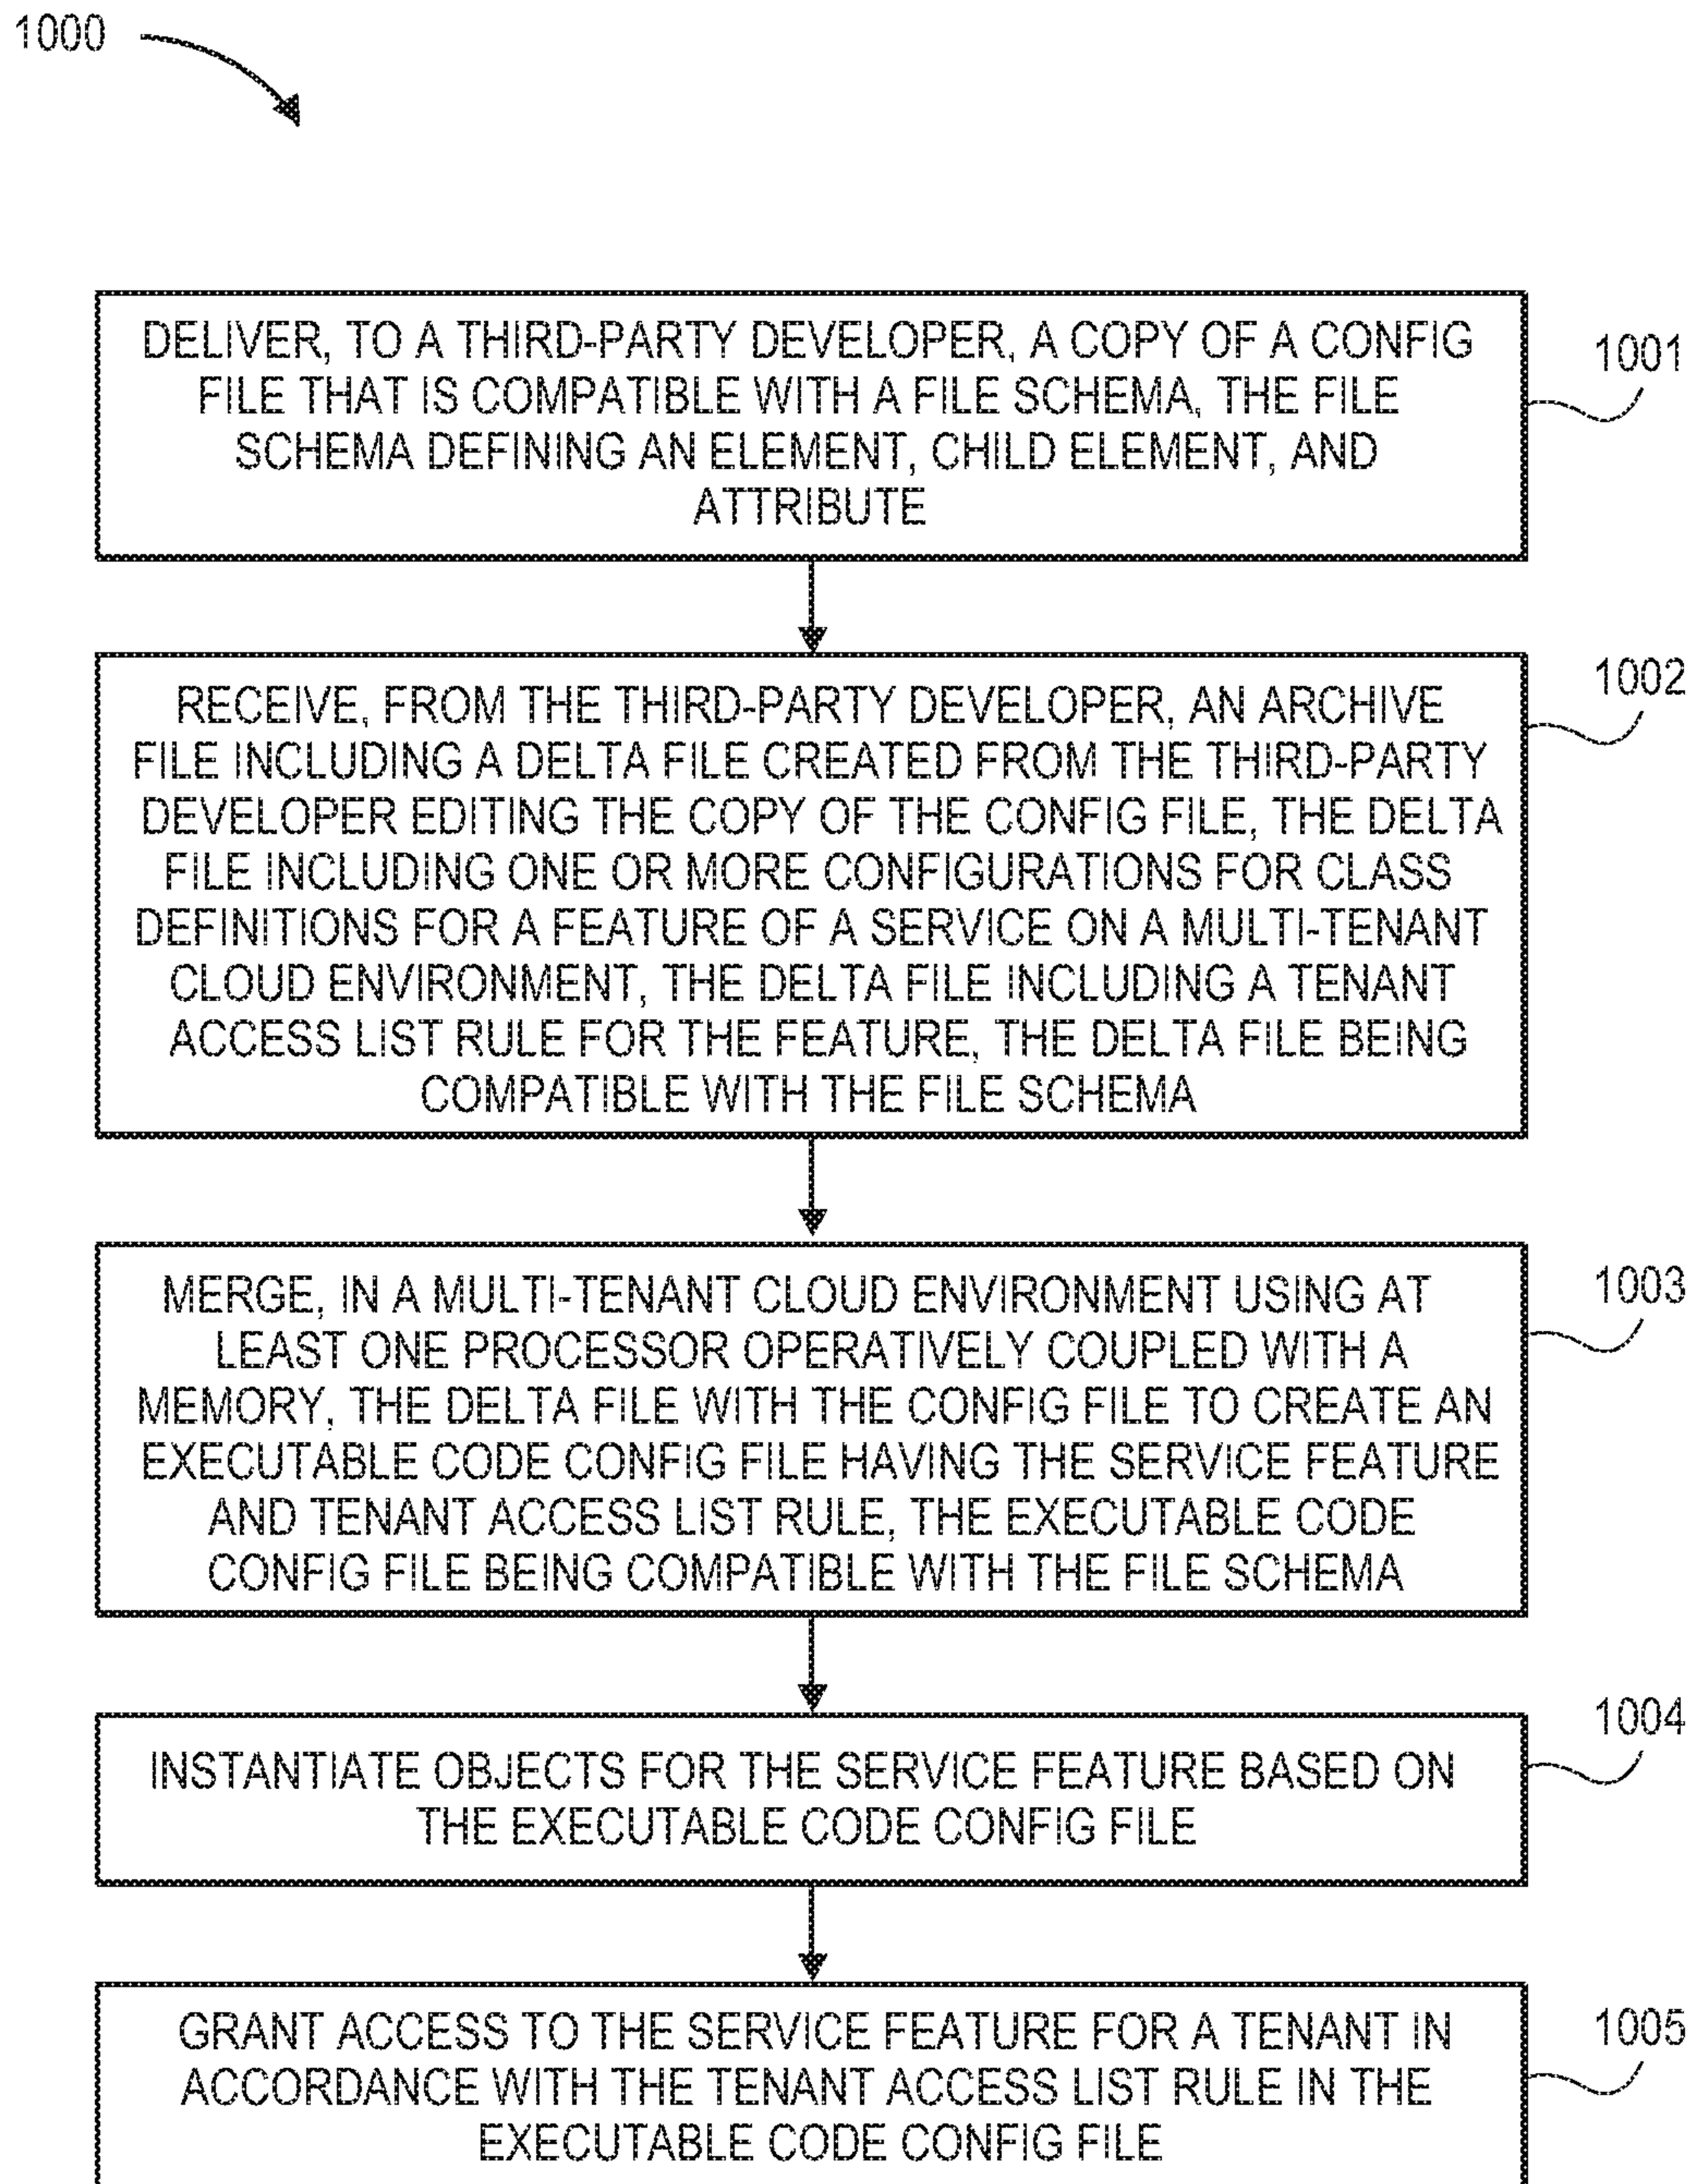 1000
DELIVER, TO A THIRD-PARTY DEVELOPER, A COPY OF A CONFIG
FILE THAT IS COMPATIBLE WITH A FILE SCHEMA, THE FILE
SCHEMA DEFINING AN ELEMENT, CHILD ELEMENT, AND
ATTRIBUTE
1001
RECEIVE, FROM THE THIRD-PARTY DEVELOPER, AN ARCHIVE
FILE INCLUDING A DELTA FILE CREATED FROM THE THIRD-PARTY
DEVELOPER EDITING THE COPY OF THE CONFIG FILE, THE DELTA
FILE INCLUDING ONE OR MORE CONFIGURATIONS FOR CLASS
DEFINITIONS FOR A FEATURE OF A SERVICE ON A MULTI-TENANT
CLOUD ENVIRONMENT, THE DELTA FILE INCLUDING A TENANT
ACCESS LIST RULE FOR THE FEATURE, THE DELTA FILE BEING
COMPATIBLE WITH THE FILE SCHEMA
1002
MERGE, IN A MULTI-TENANT CLOUD ENVIRONMENT USING AT
LEAST ONE PROCESSOR OPERATIVELY COUPLED WITH A
MEMORY, THE DELTA FILE WITH THE CONFIG FILE TO CREATE AN
EXECUTABLE CODE CONFIG FILE HAVING THE SERVICE FEATURE
AND TENANT ACCESS LIST RULE, THE EXECUTABLE CODE
CONFIG FILE BEING COMPATIBLE WITH THE FILE SCHEMA
1003
INSTANTIATE OBJECTS FOR THE SERVICE FEATURE BASED ON
THE EXECUTABLE CODE CONFIG FILE
1004
GRANT ACCESS TO THE SERVICE FEATURE FOR A TENANT IN
ACCORDANCE WITH THE TENANT ACCESS LIST RULE IN THE
EXECUTABLE CODE CONFIG FILE
1005